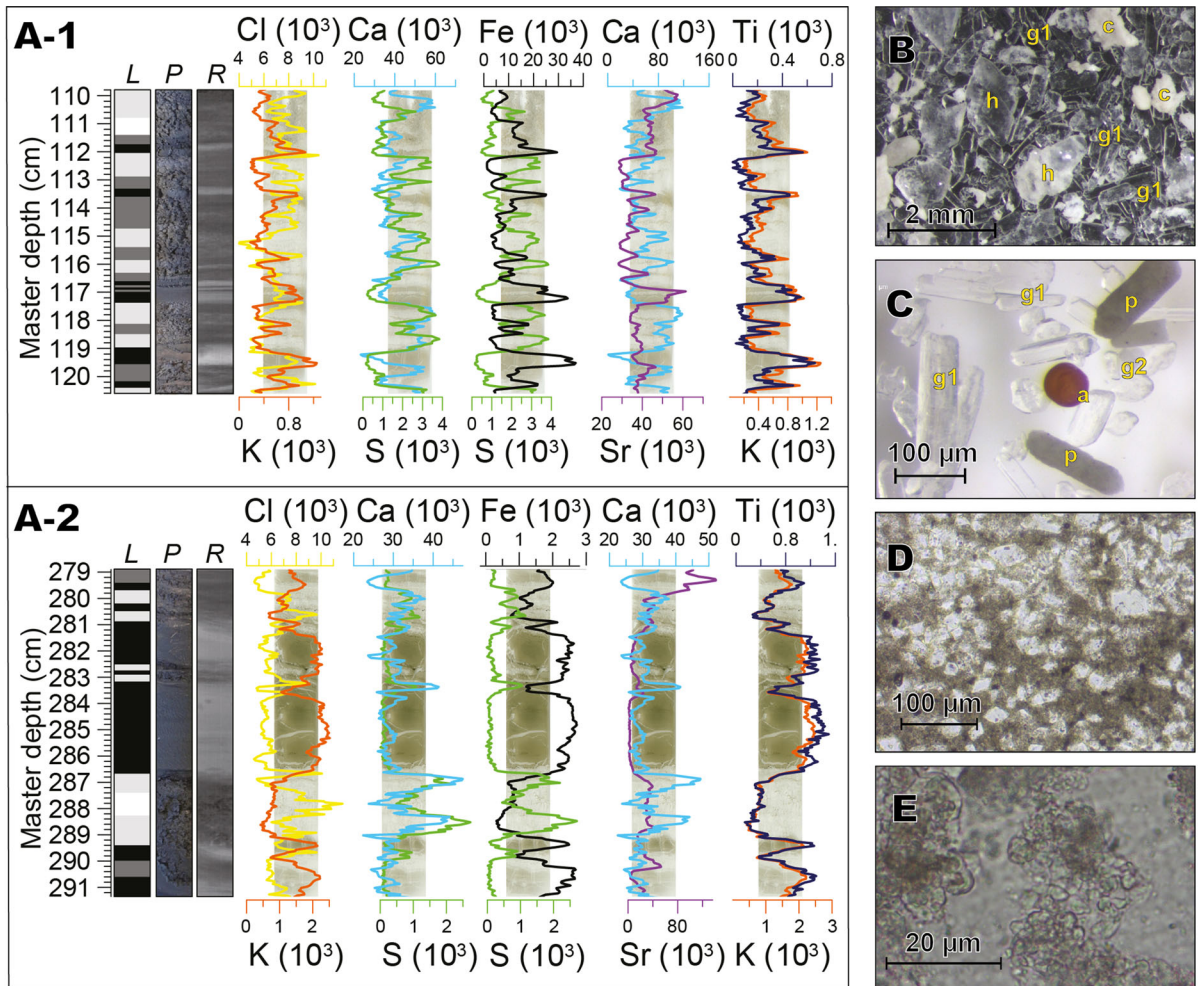 A-1
Cl (10³) Ca (10³) Fe (10³) Ca (10³) Ti (10³)
4 6 8 10 20 40 60 0 10 20 30 40 0 80 160 0 0.4 0.8
L P R
Master depth (cm)
110
111
112
113
114
115
116
117
118
119
120
0 0.8 0 1 2 3 4 0 1 2 3 4 20 40 60 0.4 0.8 1.2
K (10³) S (10³) S (10³) Sr (10³) K (10³)
A-2
Cl (10³) Ca (10³) Fe (10³) Ca (10³) Ti (10³)
4 6 8 10 20 30 40 0 1 2 3 20 30 40 50 0 1.
L P R
Master depth (cm)
279
280
281
282
283
284
285
286
287
288
289
290
291
0 1 2 0 1 2 0 1 2 0 80 1 2 3
K (10³) S (10³) S (10³) Sr (10³) K (10³)
B
g1
c
h
c
g1
h
g1
2 mm
C
g1
p
g1
g2
a
p
100 µm
D
100 µm
E
20 µm